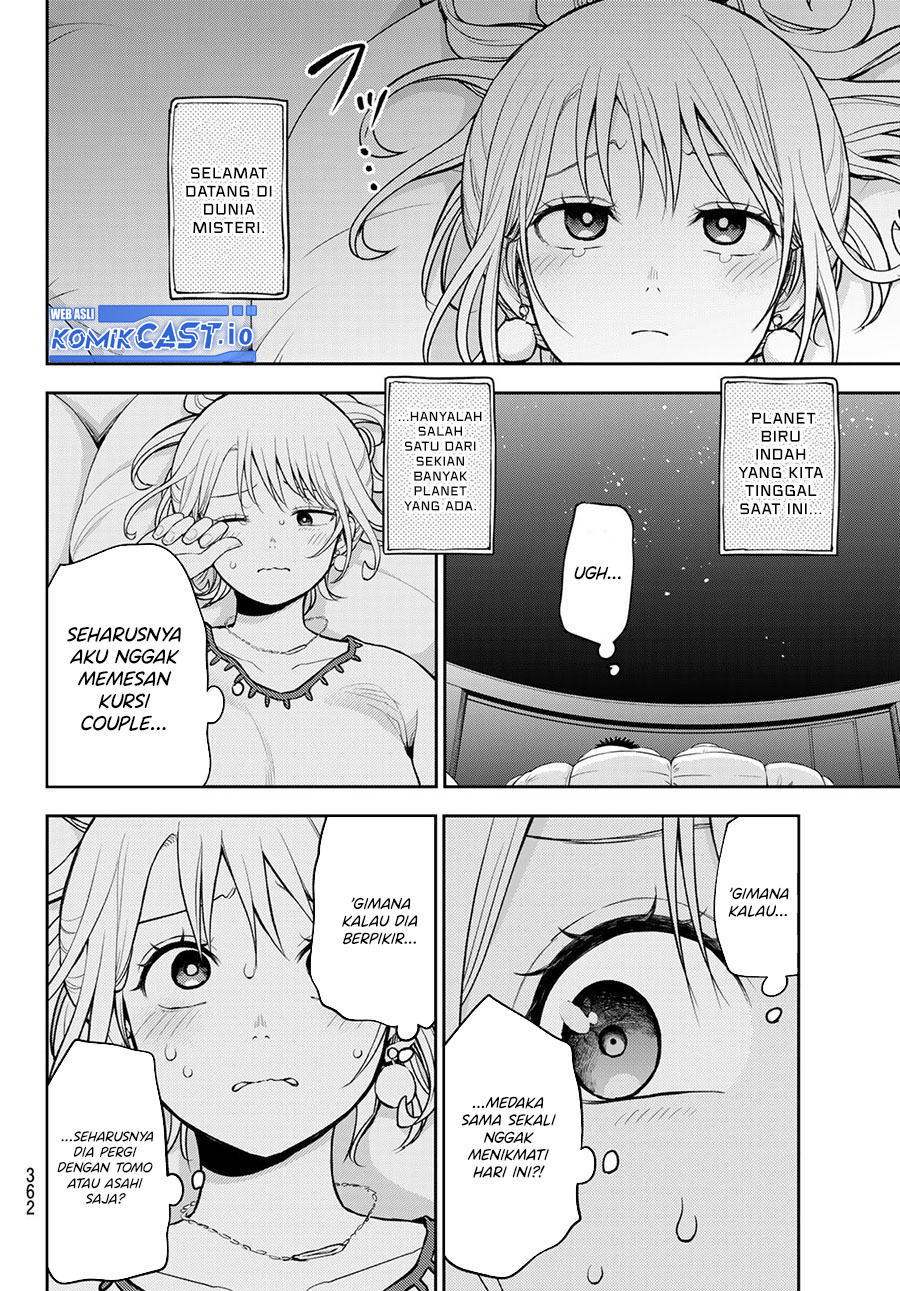 フッ
SELAMAT
DATANG DI
DUNIA
MISTERI.
WEB ASLI
KOMIKCAST.io
PLANET
BIRU
INDAH
YANG KITA
TINGGAL
SAAT INI...
UGH...
...HANYALAH
SALAH
SATU DARI
SEKIAN
BANYAK
PLANET
YANG ADA.
SEHARUSNYA
AKU NGGAK
MEMESAN
KURSI
COUPLE...
'GIMANA
KALAU...
...MEDAKA
SAMA SEKALI
NGGAK
MENIKMATI
HARI INI?!
'GIMANA
KALAU DIA
BERPIKIR...
...SEHARUSNYA
DIA PERGI
DENGAN TOMO
ATAU ASAHI
SAJA?
362